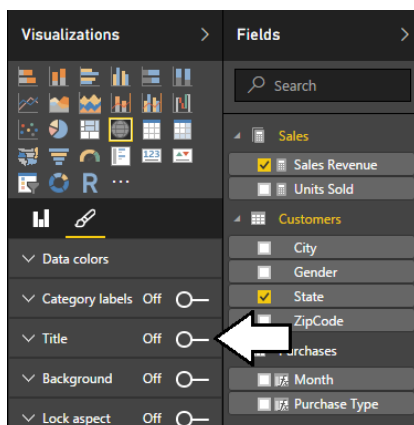 Visualizations
R
123
Data colors
Category labels Off
Title Off
Background Off
Lock aspect Off
Fields
Search
Sales
Sales Revenue
Units Sold
Customers
City
Gender
State
ZipCode
urchases
Month
Purchase Type